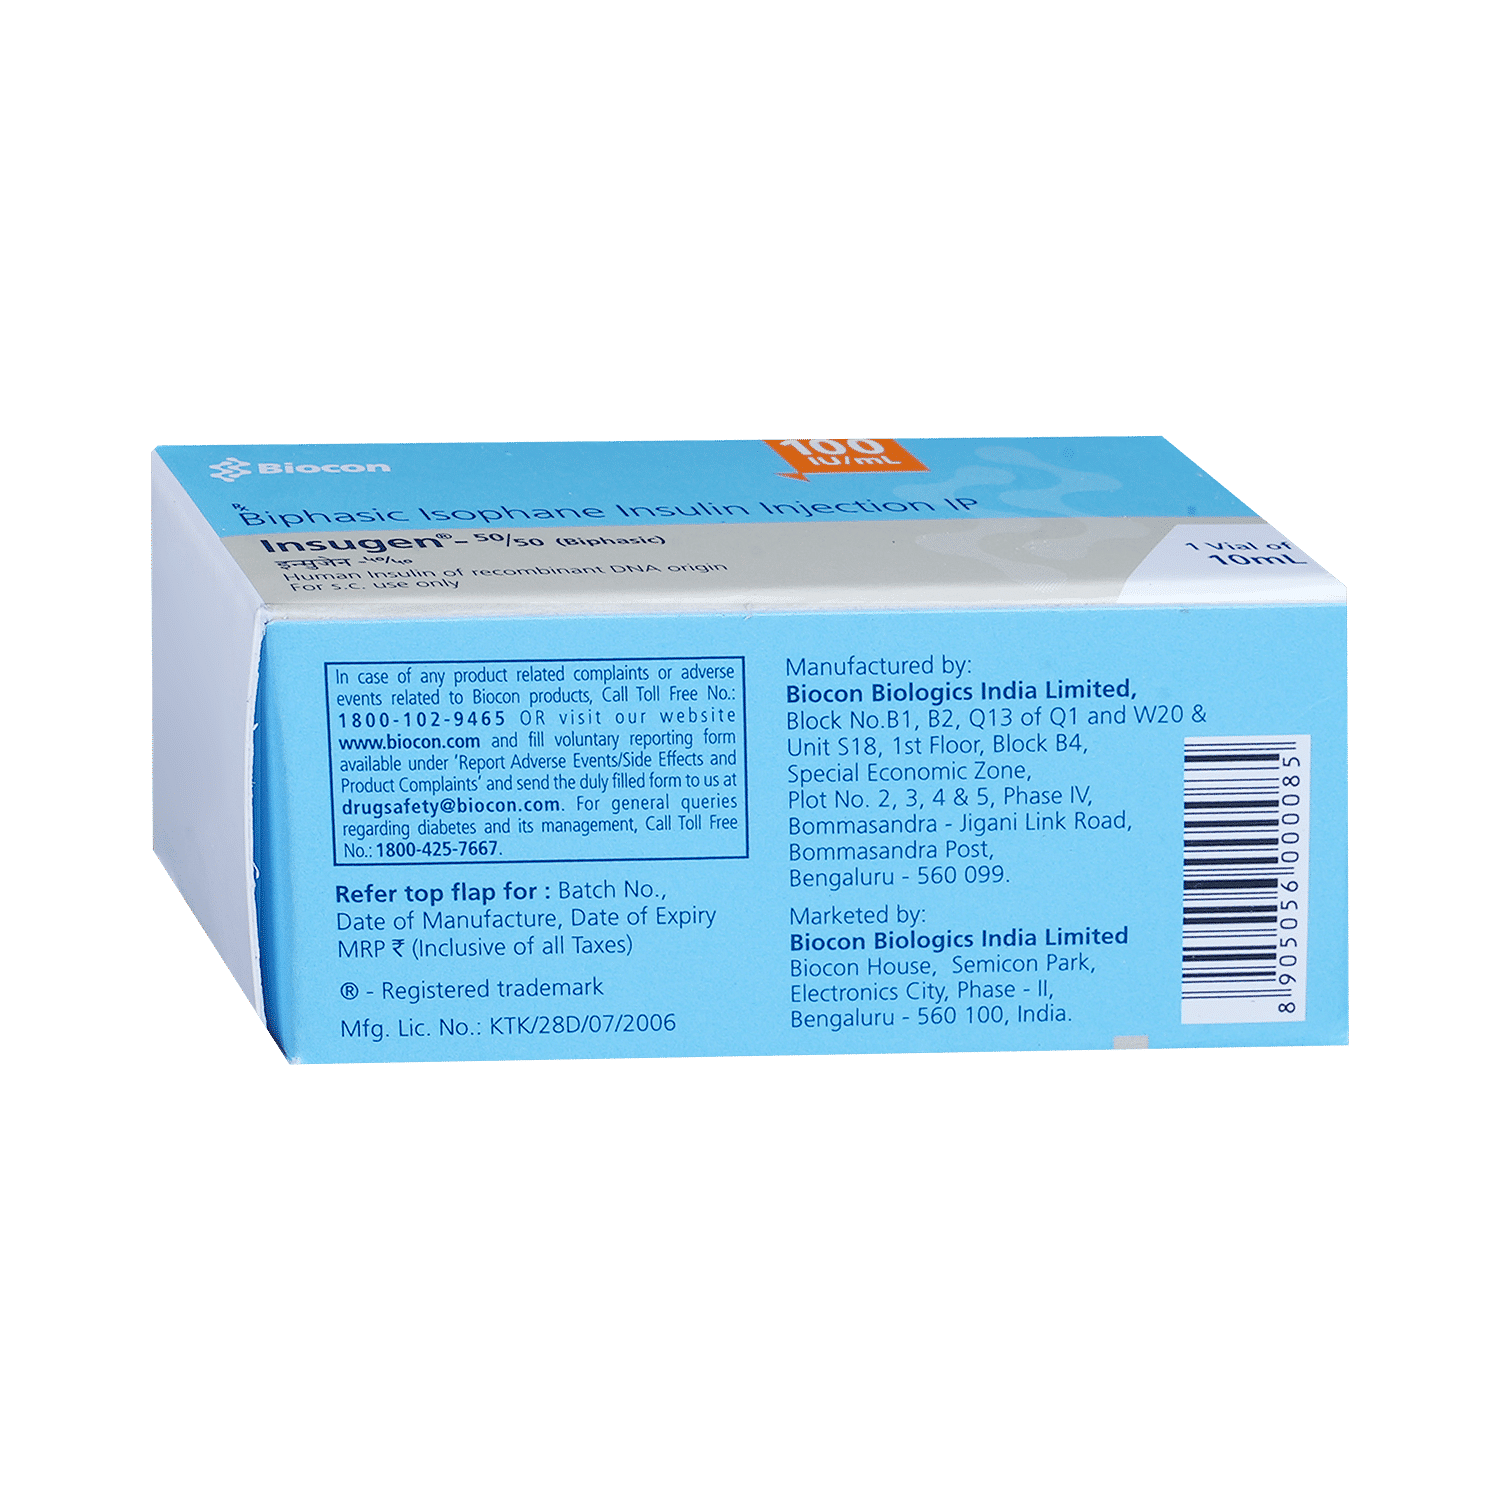 Biocon
100
IU/mL
Rx
Biphasic Isophane Insulin Injection IP
Insugen®-50/50 (Biphasic)
इन्सुजेन -५०/५०
Human Insulin of recombinant DNA origin
For s.c. use only
1 Vial of
10mL
In case of any product related complaints or adverse
events related to Biocon products, Call Toll Free No.:
1800-102-9465 OR visit our website
www.biocon.com and fill voluntary reporting form
available under 'Report Adverse Events/Side Effects and
Product Complaints' and send the duly filled form to us at
drugsafety@biocon.com. For general queries
regarding diabetes and its management, Call Toll Free
No.: 1800-425-7667.
Refer top flap for : Batch No.,
Date of Manufacture, Date of Expiry
MRP ₹ (Inclusive of all Taxes)
® - Registered trademark
Mfg. Lic. No.: KTK/28D/07/2006
Manufactured by:
Biocon Biologics India Limited,
Block No.B1, B2, Q13 of Q1 and W20 &
Unit S18, 1st Floor, Block B4,
Special Economic Zone,
Plot No. 2, 3, 4 & 5, Phase IV,
Bommasandra - Jigani Link Road,
Bommasandra Post,
Bengaluru - 560 099.
Marketed by:
Biocon Biologics India Limited
Biocon House, Semicon Park,
Electronics City, Phase - II,
Bengaluru - 560 100, India.
8905056000085